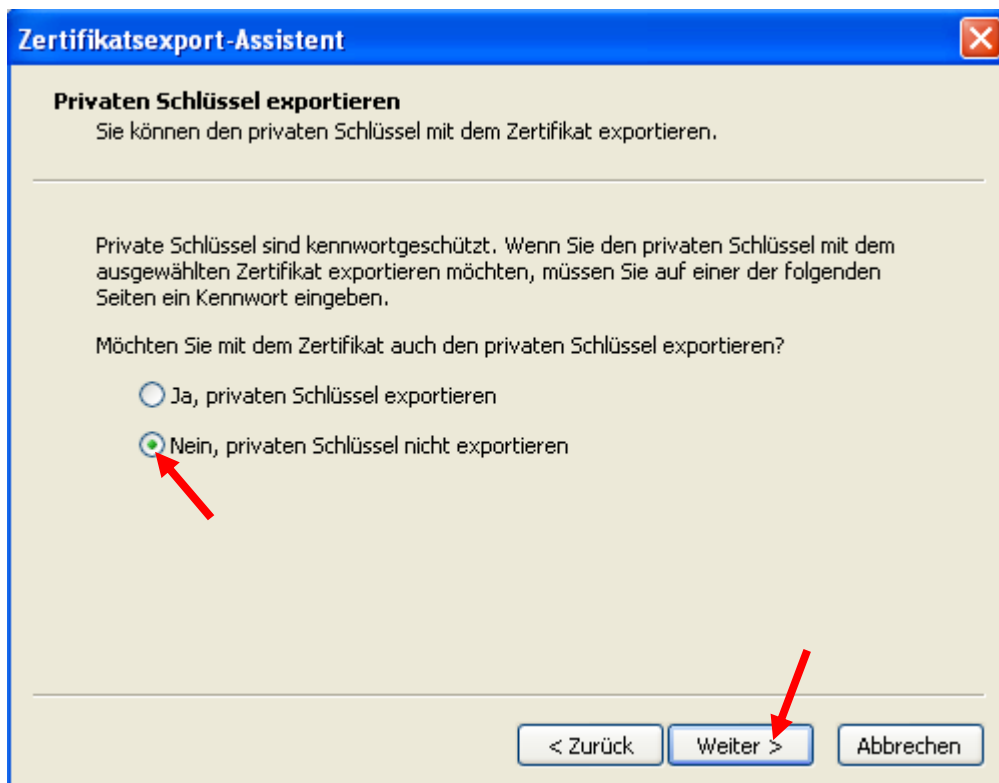 Zertifikatsexport-Assistent
Privaten Schlüssel exportieren
Sie können den privaten Schlüssel mit dem Zertifikat exportieren.
Private Schlüssel sind kennwortgeschützt. Wenn Sie den privaten Schlüssel mit dem
ausgewählten Zertifikat exportieren möchten, müssen Sie auf einer der folgenden
Seiten ein Kennwort eingeben.
Möchten Sie mit dem Zertifikat auch den privaten Schlüssel exportieren?
Ja, privaten Schlüssel exportieren
Nein, privaten Schlüssel nicht exportieren
< Zurück
Weiter >
Abbrechen